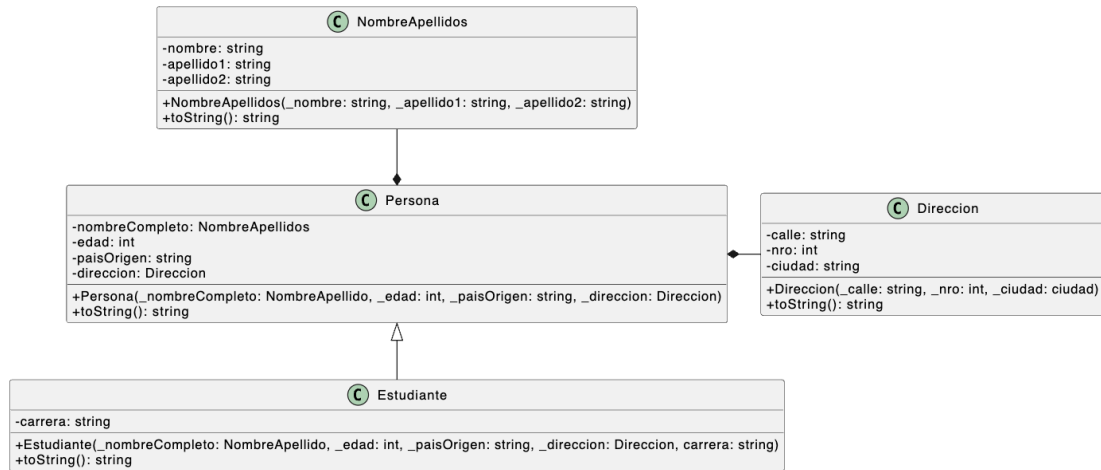 C NombreApellidos
-nombre: string
-apellido1: string
-apellido2: string
+NombreApellidos(_nombre: string, _apellido1: string, _apellido2: string)
+toString(): string
C Persona
-nombreCompleto: NombreApellidos
-edad: int
-paisOrigen: string
-direccion: Direccion
+Persona(_nombreCompleto: NombreApellido, _edad: int, _paisOrigen: string, _direccion: Direccion)
+toString(): string
C Direccion
-calle: string
-nro: int
-ciudad: string
+Direccion(_calle: string, _nro: int, _ciudad: ciudad)
+toString(): string
C Estudiante
-carrera: string
+Estudiante(_nombreCompleto: NombreApellido, _edad: int, _paisOrigen: string, _direccion: Direccion, carrera: string)
+toString(): string